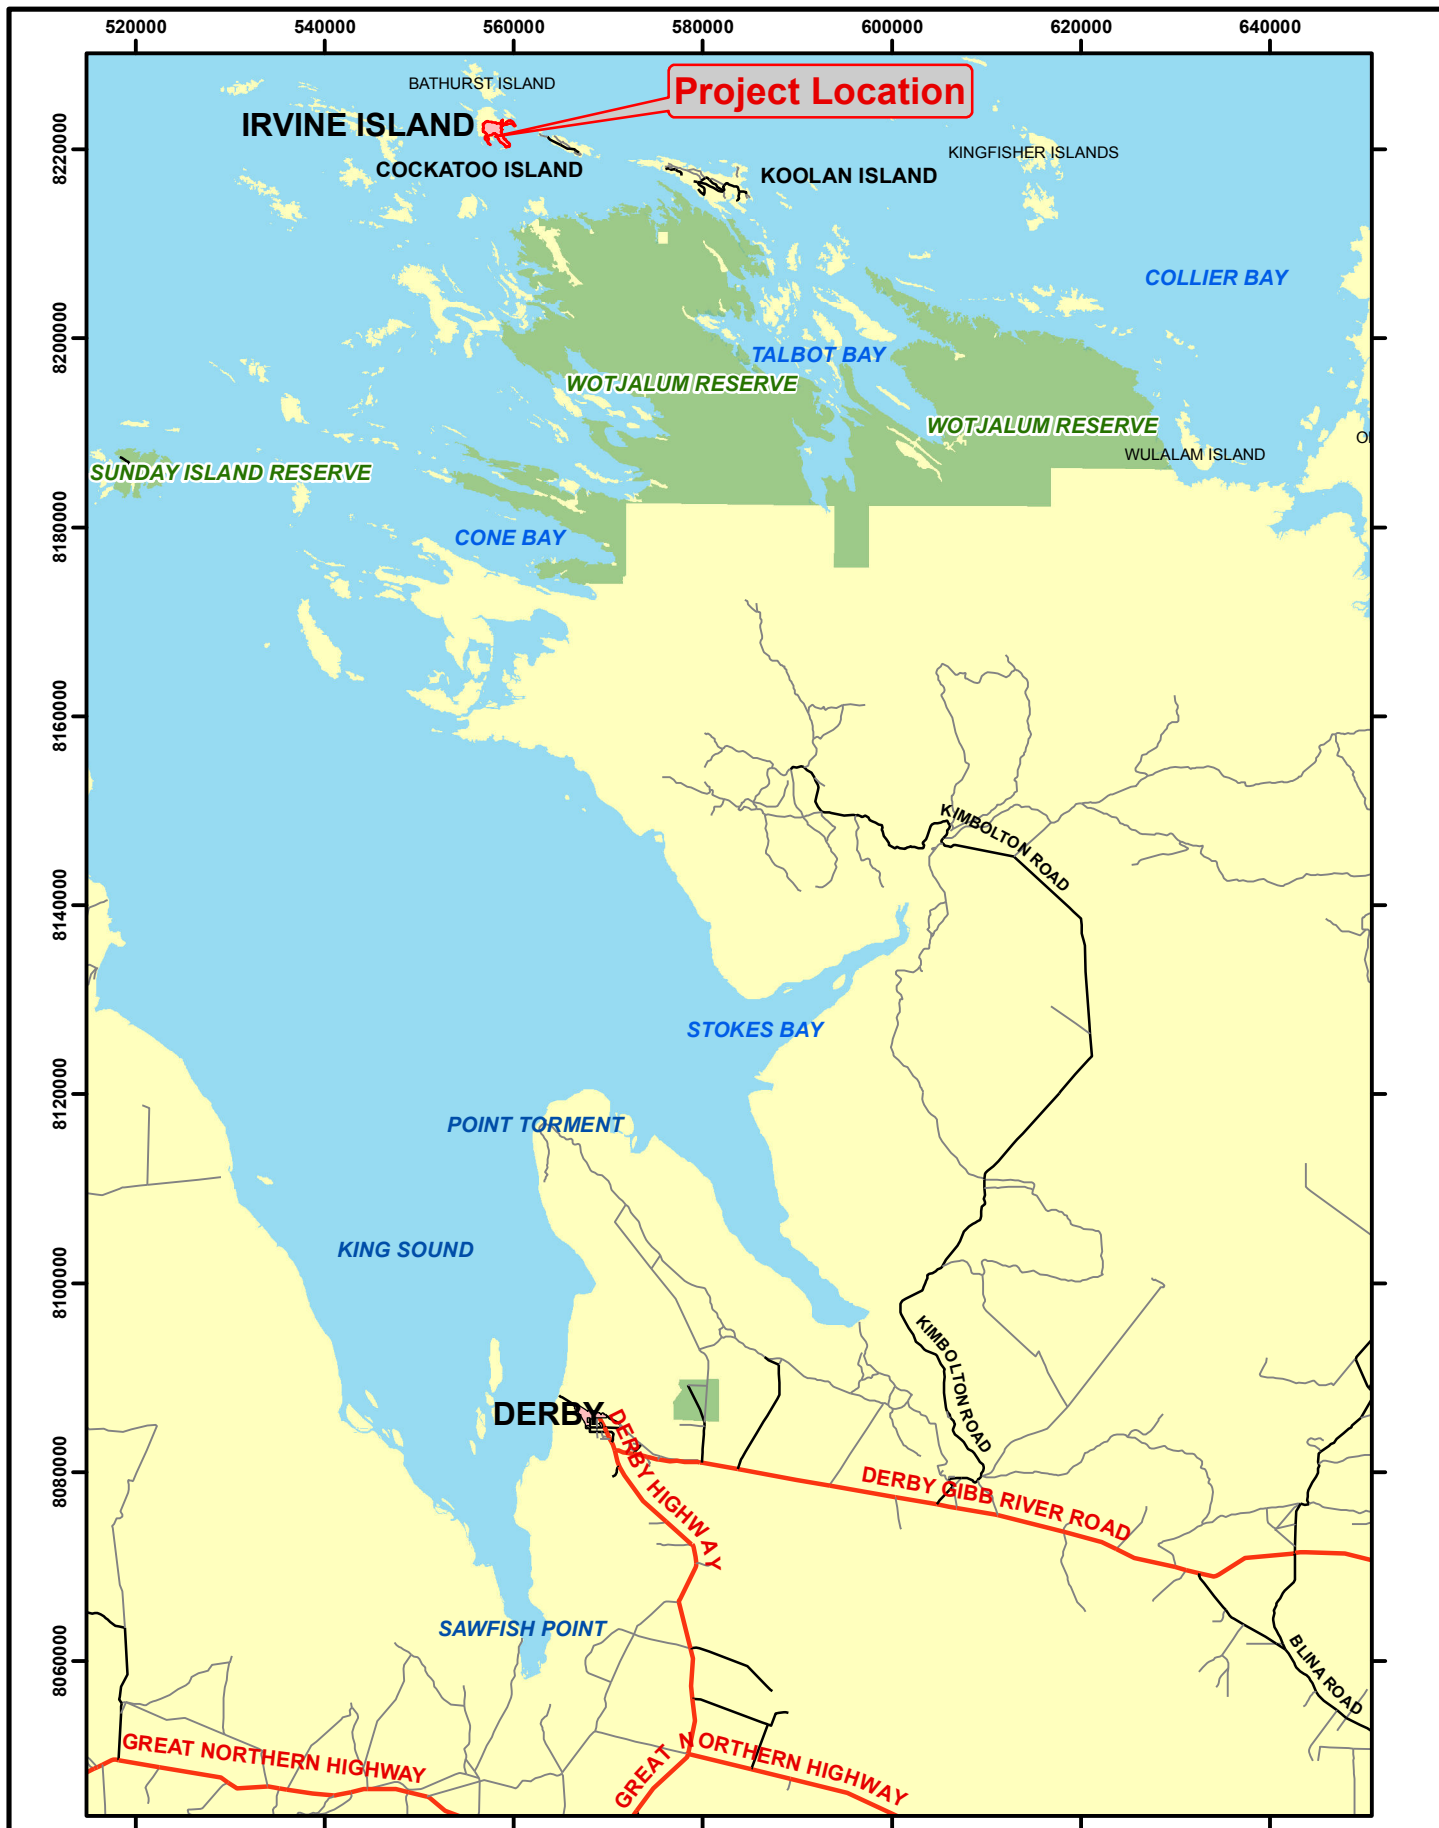 520000
540000
560000
580000
600000
620000
640000
BATHURST ISLAND
Project Location
IRVINE ISLAND
COCKATOO ISLAND
KOOLAN ISLAND
KINGFISHER ISLANDS
8220000
COLLIER BAY
8200000
TALBOT BAY
WOTJALUM RESERVE
WOTJALUM RESERVE
WULALAM ISLAND
SUNDAY ISLAND RESERVE
8180000
CONE BAY
8160000
KIMBOLTON ROAD
8140000
STOKES BAY
8120000
POINT TORMENT
KING SOUND
8100000
KIMBOLTON ROAD
DERBY
DERBY HIGHWAY
8080000
DERBY GIBB RIVER ROAD
SAWFISH POINT
8060000
BLINA ROAD
GREAT NORTHERN HIGHWAY
GREAT NORTHERN HIGHWAY